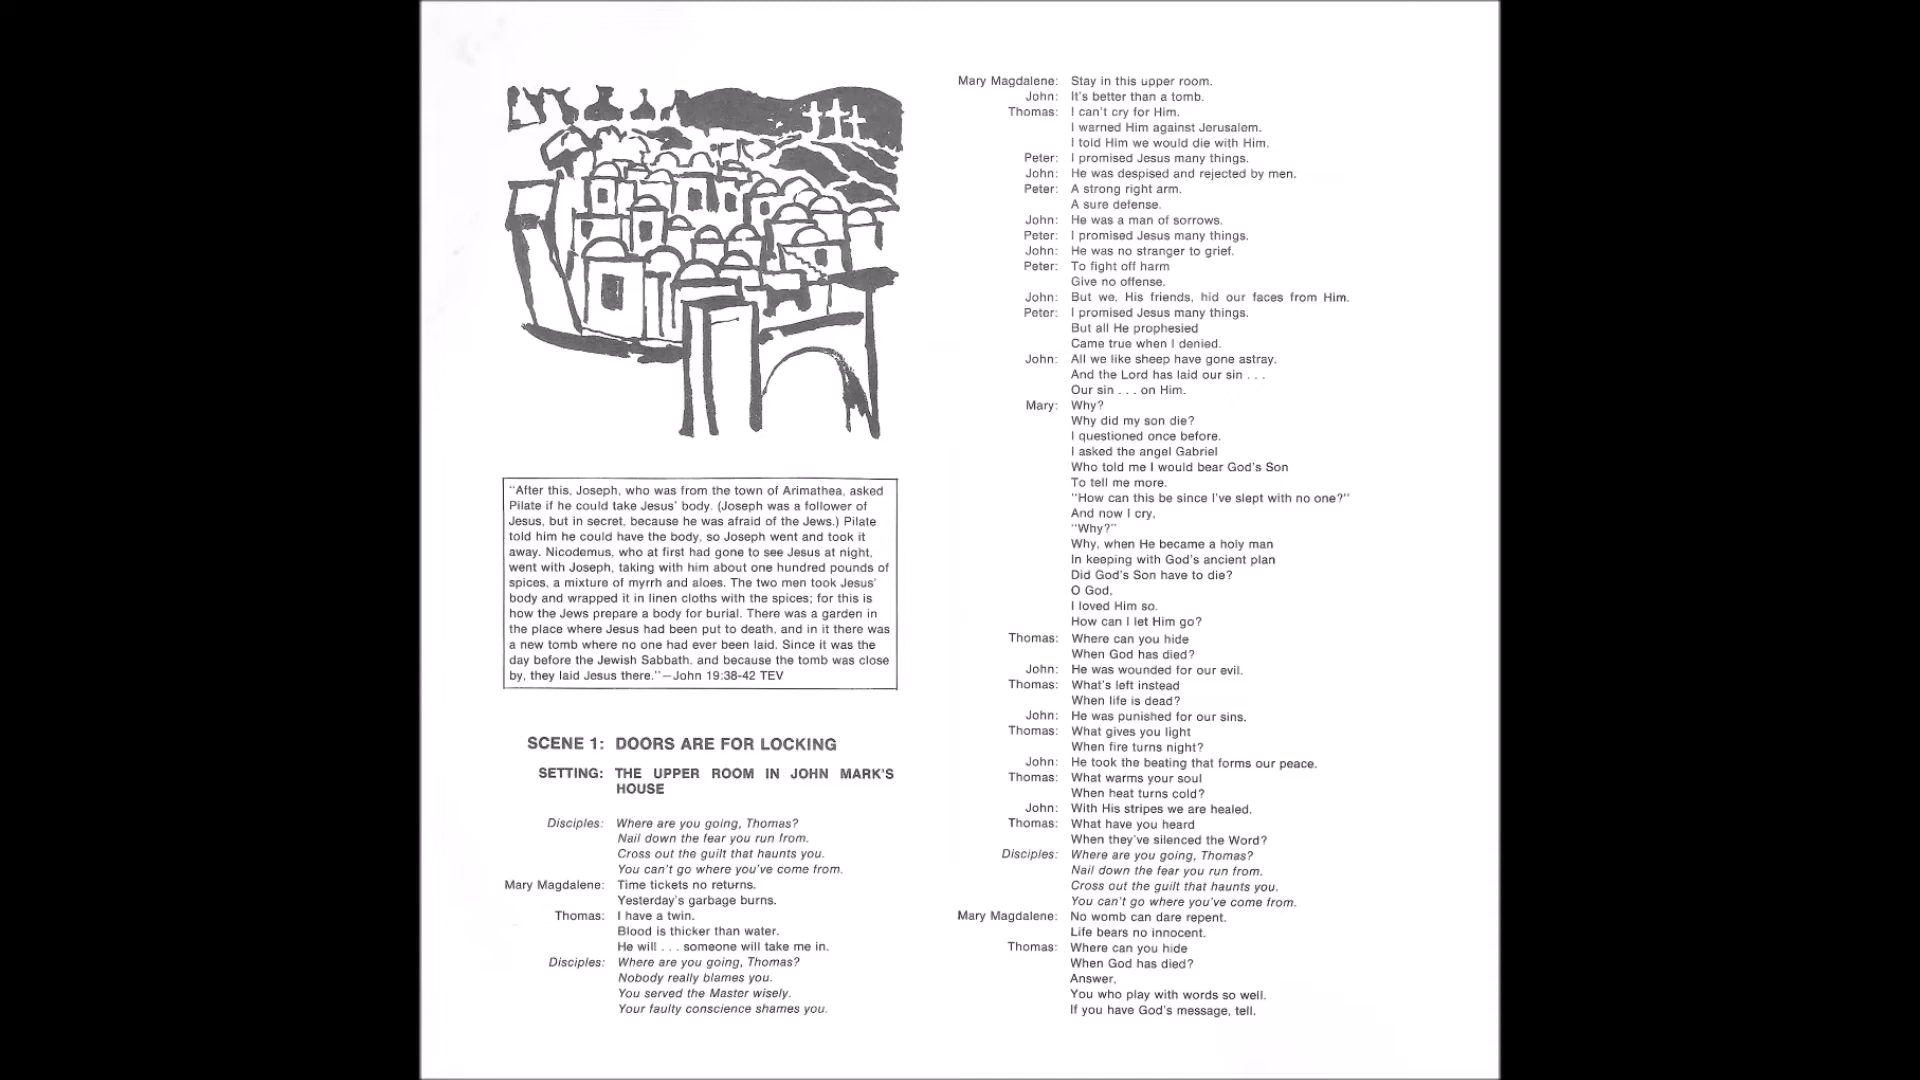 "After this, Joseph, who was from the town of Arimathea, asked
Pilate if he could take Jesus' body. (Joseph was a follower of
Jesus, but in secret, because he was afraid of the Jews.) Pilate
told him he could have the body, so Joseph went and took it
away. Nicodemus, who at first had gone to see Jesus at night,
went with Joseph, taking with him about one hundred pounds of
spices, a mixture of myrrh and aloes. The two men took Jesus'
body and wrapped it in linen cloths with the spices; for this is
how the Jews prepare a body for burial. There was a garden in
the place where Jesus had been put to death, and in it there was
a new tomb where no one had ever been laid. Since it was the
day before the Jewish Sabbath, and because the tomb was close
by, they laid Jesus there."—John 19:38-42 TEV
SCENE 1: DOORS ARE FOR LOCKING
SETTING: THE UPPER ROOM IN JOHN MARK'S
HOUSE
Disciples: Where are you going, Thomas?
Nail down the fear you run from.
Cross out the guilt that haunts you.
You can't go where you've come from.
Mary Magdalene: Time tickets no returns.
Yesterday's garbage burns.
Thomas: I have a twin.
Blood is thicker than water.
He will . . . someone will take me in.
Disciples: Where are you going, Thomas?
Nobody really blames you.
You served the Master wisely.
Your faulty conscience shames you.
Mary Magdalene: Stay in this upper room.
John: It's better than a tomb.
Thomas: I can't cry for Him.
I warned Him against Jerusalem.
I told Him we would die with Him.
Peter: I promised Jesus many things.
John: He was despised and rejected by men.
Peter: A strong right arm.
A sure defense.
John: He was a man of sorrows.
Peter: I promised Jesus many things.
John: He was no stranger to grief.
Peter: To fight off harm
Give no offense.
John: But we, His friends, hid our faces from Him.
Peter: I promised Jesus many things.
But all He prophesied
Came true when I denied.
John: All we like sheep have gone astray.
And the Lord has laid our sin . . .
Our sin . . . on Him.
Mary: Why?
Why did my son die?
I questioned once before.
I asked the angel Gabriel
Who told me I would bear God's Son
To tell me more.
"How can this be since I've slept with no one?"
And now I cry,
"Why?"
Why, when He became a holy man
In keeping with God's ancient plan
Did God's Son have to die?
O God,
I loved Him so.
How can I let Him go?
Thomas: Where can you hide
When God has died?
John: He was wounded for our evil.
Thomas: What's left instead
When life is dead?
John: He was punished for our sins.
Thomas: What gives you light
When fire turns night?
John: He took the beating that forms our peace.
Thomas: What warms your soul
When heat turns cold?
John: With His stripes we are healed.
Thomas: What have you heard
When they've silenced the Word?
Disciples: Where are you going, Thomas?
Nail down the fear you run from.
Cross out the guilt that haunts you.
You can't go where you've come from.
Mary Magdalene: No womb can dare repent.
Life bears no innocent.
Thomas: Where can you hide
When God has died?
Answer,
You who play with words so well.
If you have God's message, tell.